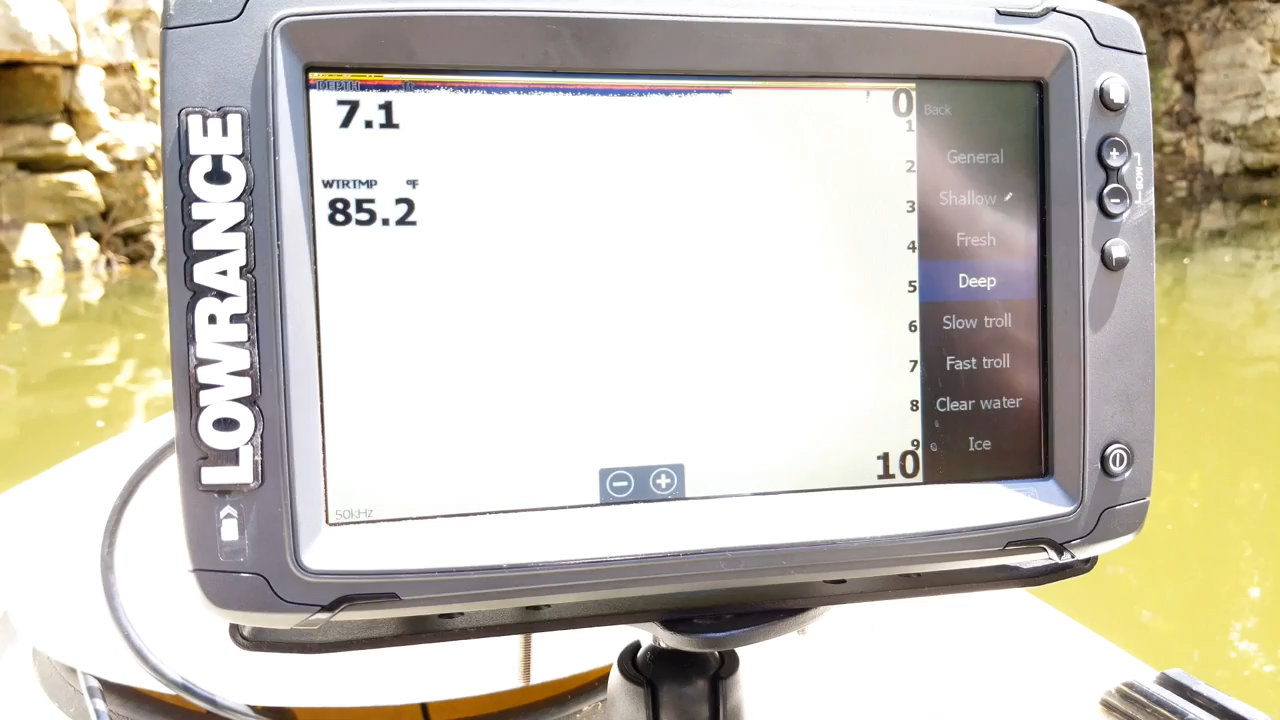 LOWRANCE
DEPTH
7.1
WTRTMP °F
85.2
50kHz
0
1
2
3
4
5
6
7
8
9
10
Back
General
Shallow
Fresh
Deep
Slow troll
Fast troll
Clear water
Ice
MOB